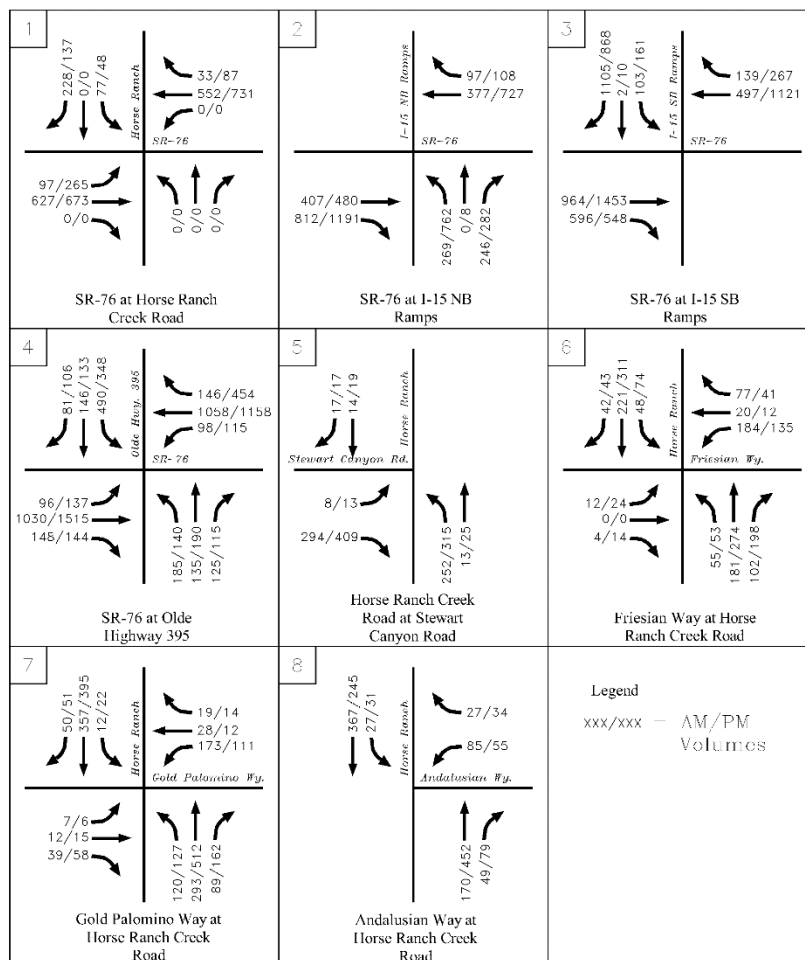 1
228/137
0/0
77/48
Horse Ranch
33/87
552/731
0/0
SR-76
97/265
627/673
0/0
0/0
0/0
0/0
SR-76 at Horse Ranch
Creek Road
2
I-15 NB Ramps
97/108
377/727
SR-76
407/480
812/1191
269/762
0/8
246/282
SR-76 at I-15 NB
Ramps
3
1105/868
2/10
103/161
I-15 SB Ramps
139/267
497/1121
SR-76
964/1453
596/548
SR-76 at I-15 SB
Ramps
4
81/106
146/133
490/348
Olde Hwy. 395
146/454
1058/1158
98/115
SR-76
96/137
1030/1515
148/144
185/140
135/190
125/115
SR-76 at Olde
Highway 395
5
17/17
14/19
Horse Ranch
Stewart Canyon Rd.
8/13
294/409
252/315
13/25
Horse Ranch Creek
Road at Stewart
Canyon Road
6
42/43
221/311
48/74
Horse Ranch
77/41
20/12
184/135
Friesian Wy.
12/24
0/0
4/14
55/53
181/274
102/198
Friesian Way at Horse
Ranch Creek Road
7
50/51
357/395
12/22
Horse Ranch
19/14
28/12
173/111
Gold Palomino Wy.
7/6
12/15
39/58
120/127
293/512
89/162
Gold Palomino Way at
Horse Ranch Creek
Road
8
367/245
27/31
Horse Ranch
27/34
85/55
Andalusian Wy.
170/452
49/79
Andalusian Way at
Horse Ranch Creek
Road
Legend
xxx/xxx – AM/PM
Volumes